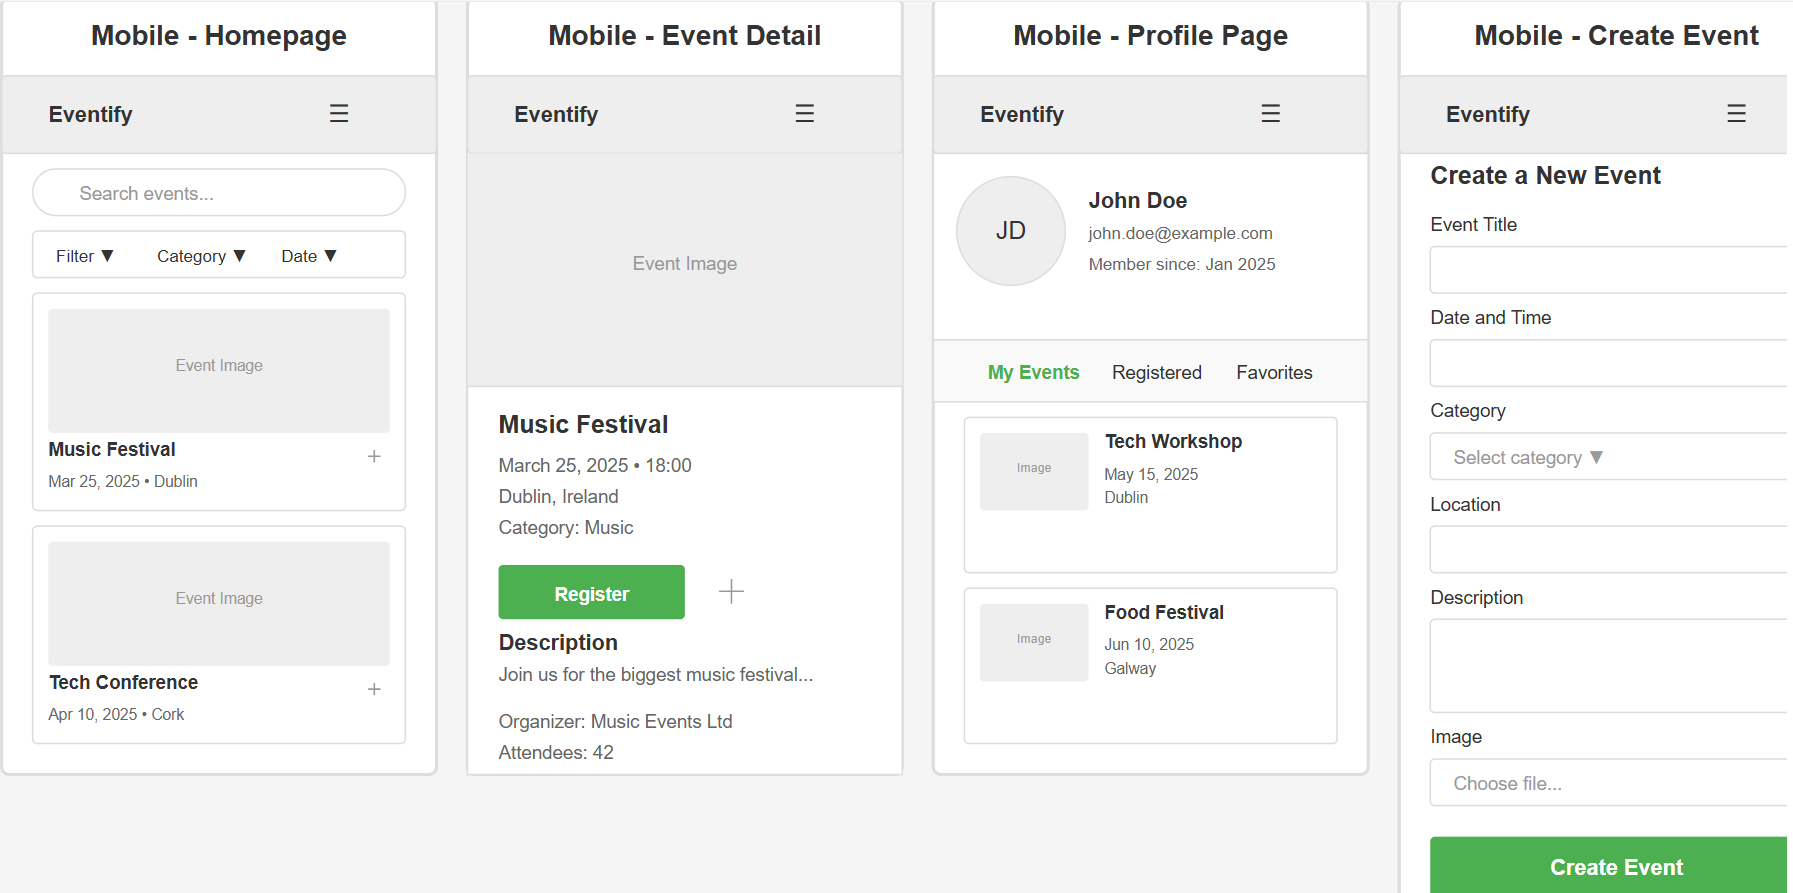 Mobile - Homepage
Eventify
☰
Search events...
Filter ▼ Category ▼ Date ▼
Event Image
Music Festival
+
Mar 25, 2025 • Dublin
Event Image
Tech Conference
+
Apr 10, 2025 • Cork
Mobile - Event Detail
Eventify
☰
Event Image
Music Festival
March 25, 2025 • 18:00
Dublin, Ireland
Category: Music
Register
+
Description
Join us for the biggest music festival...
Organizer: Music Events Ltd
Attendees: 42
Mobile - Profile Page
Eventify
☰
JD
John Doe
john.doe@example.com
Member since: Jan 2025
My Events Registered Favorites
Image
Tech Workshop
May 15, 2025
Dublin
Image
Food Festival
Jun 10, 2025
Galway
Mobile - Create Event
Eventify
☰
Create a New Event
Event Title
Date and Time
Category
Select category ▼
Location
Description
Image
Choose file...
Create Event